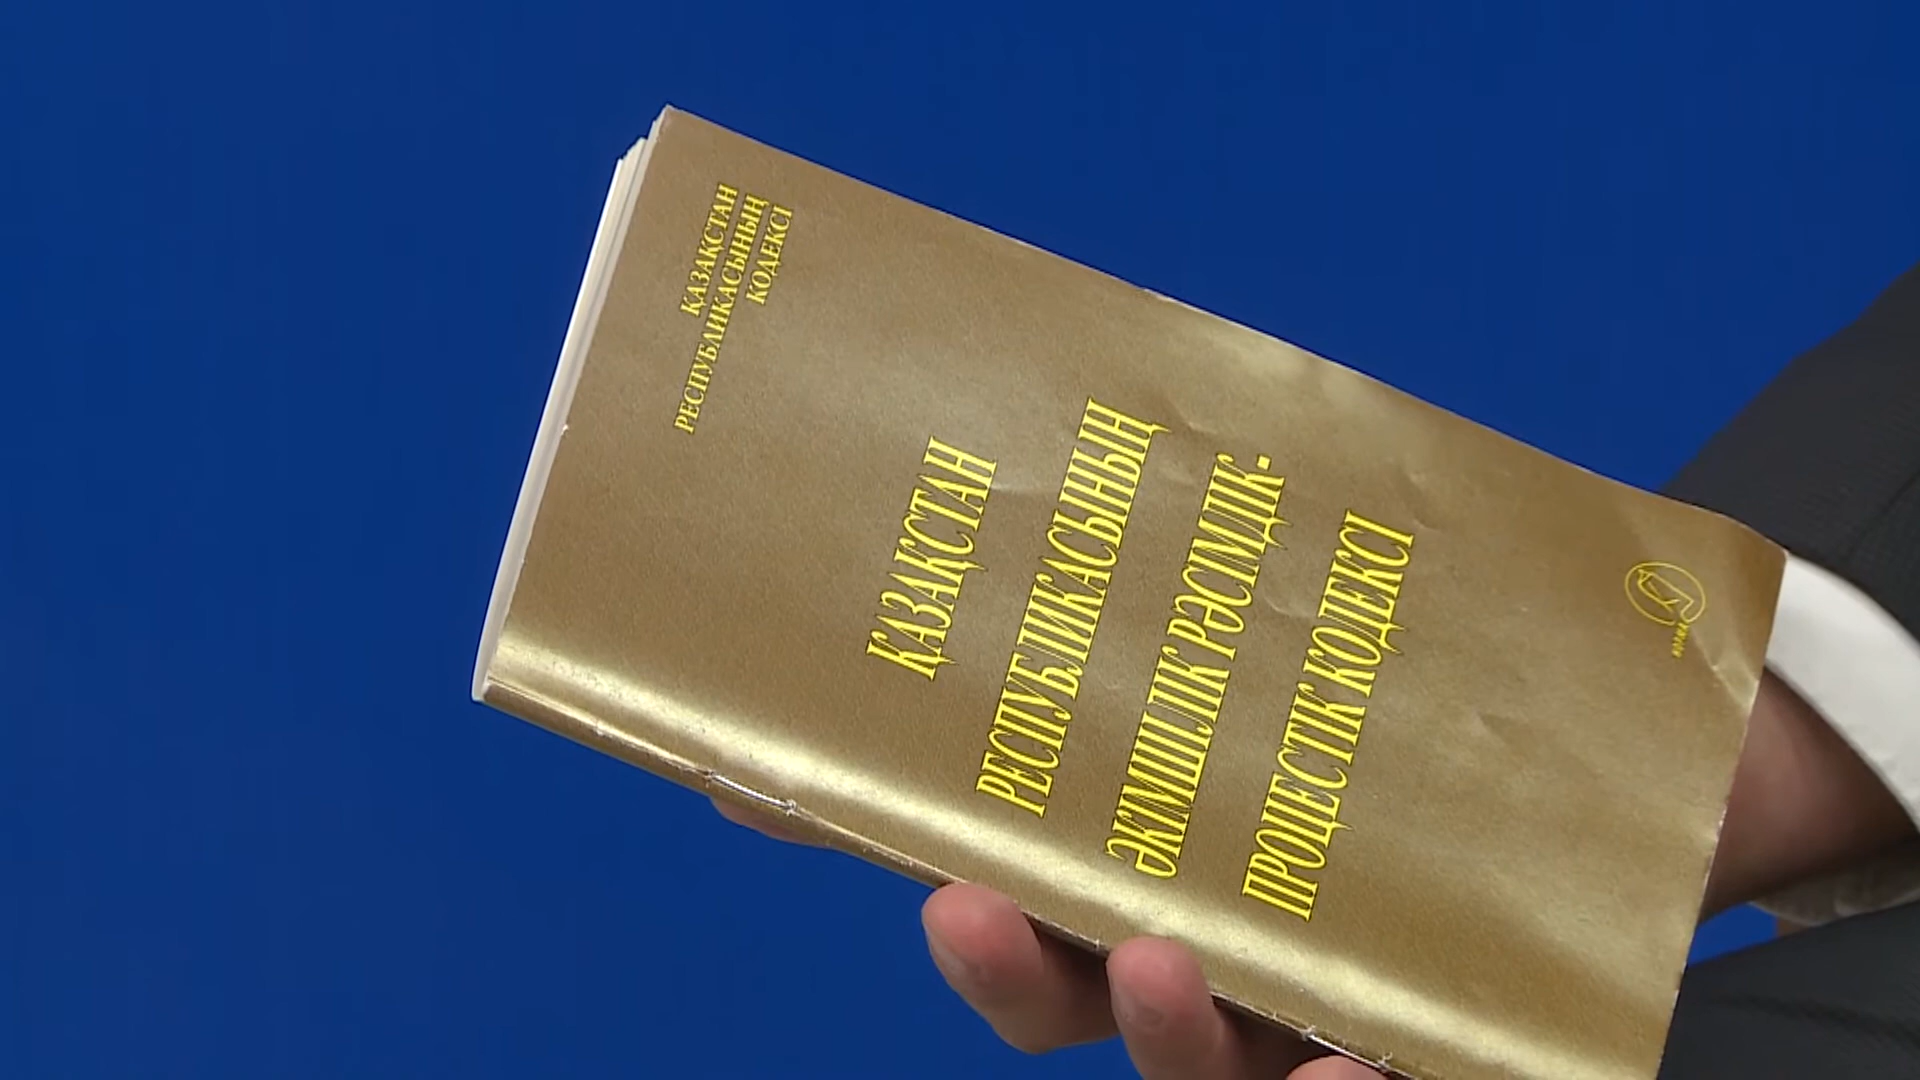 ҚАЗАҚСТАН
РЕСПУБЛИКАСЫНЫҢ
КОДЕКСІ
ҚАЗАҚСТАН
РЕСПУБЛИКАСЫНЫҢ
ӘКІМШІЛІК РӘСІМДІК-
ПРОЦЕСТІК КОДЕКСІ